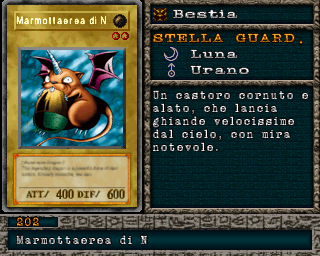 Marmottaerea di N
ATT/ 400 DIF/ 600
Bestia
STELLA GUARD.
Luna
Urano
Un castoro cornuto e
alato, che lancia
ghiande velocissime
dal cielo, con mira
notevole.
202
Marmottaerea di N